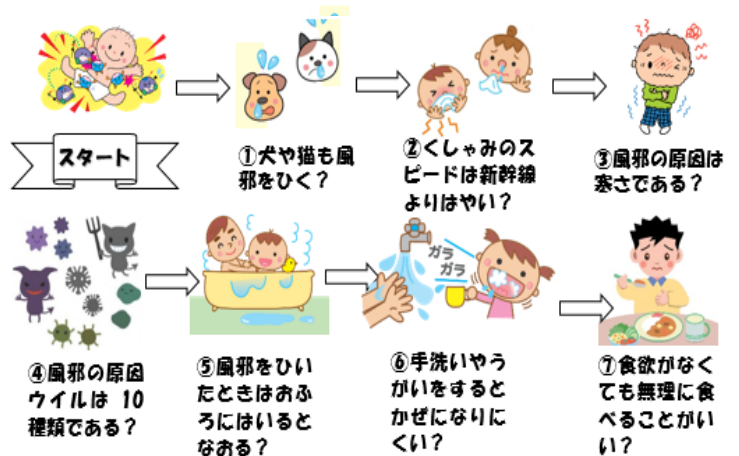 スタート
①犬や猫も風
邪をひく？
②くしゃみのス
ピードは新幹線
よりはやい？
③風邪の原因は
寒さである？
④風邪の原因
ウイルは 10
種類である？
⑤風邪をひい
たときはおふ
ろにはいると
なおる？
ガラ
ガラ
⑥手洗いやう
がいをすると
かぜになりに
くい？
⑦食欲がなく
ても無理に食
べることがい
い？